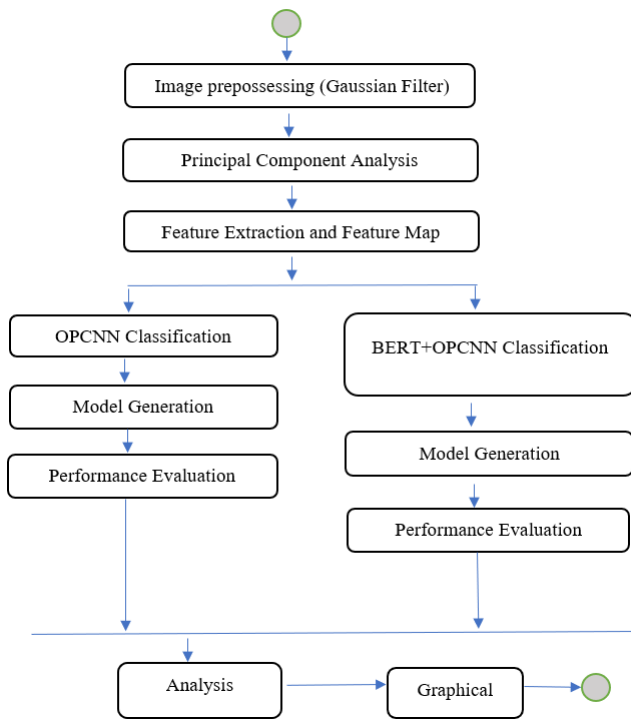 Image prepossessing (Gaussian Filter)
Principal Component Analysis
Feature Extraction and Feature Map
OPCNN Classification
BERT+OPCNN Classification
Model Generation
Model Generation
Performance Evaluation
Performance Evaluation
Analysis
Graphical